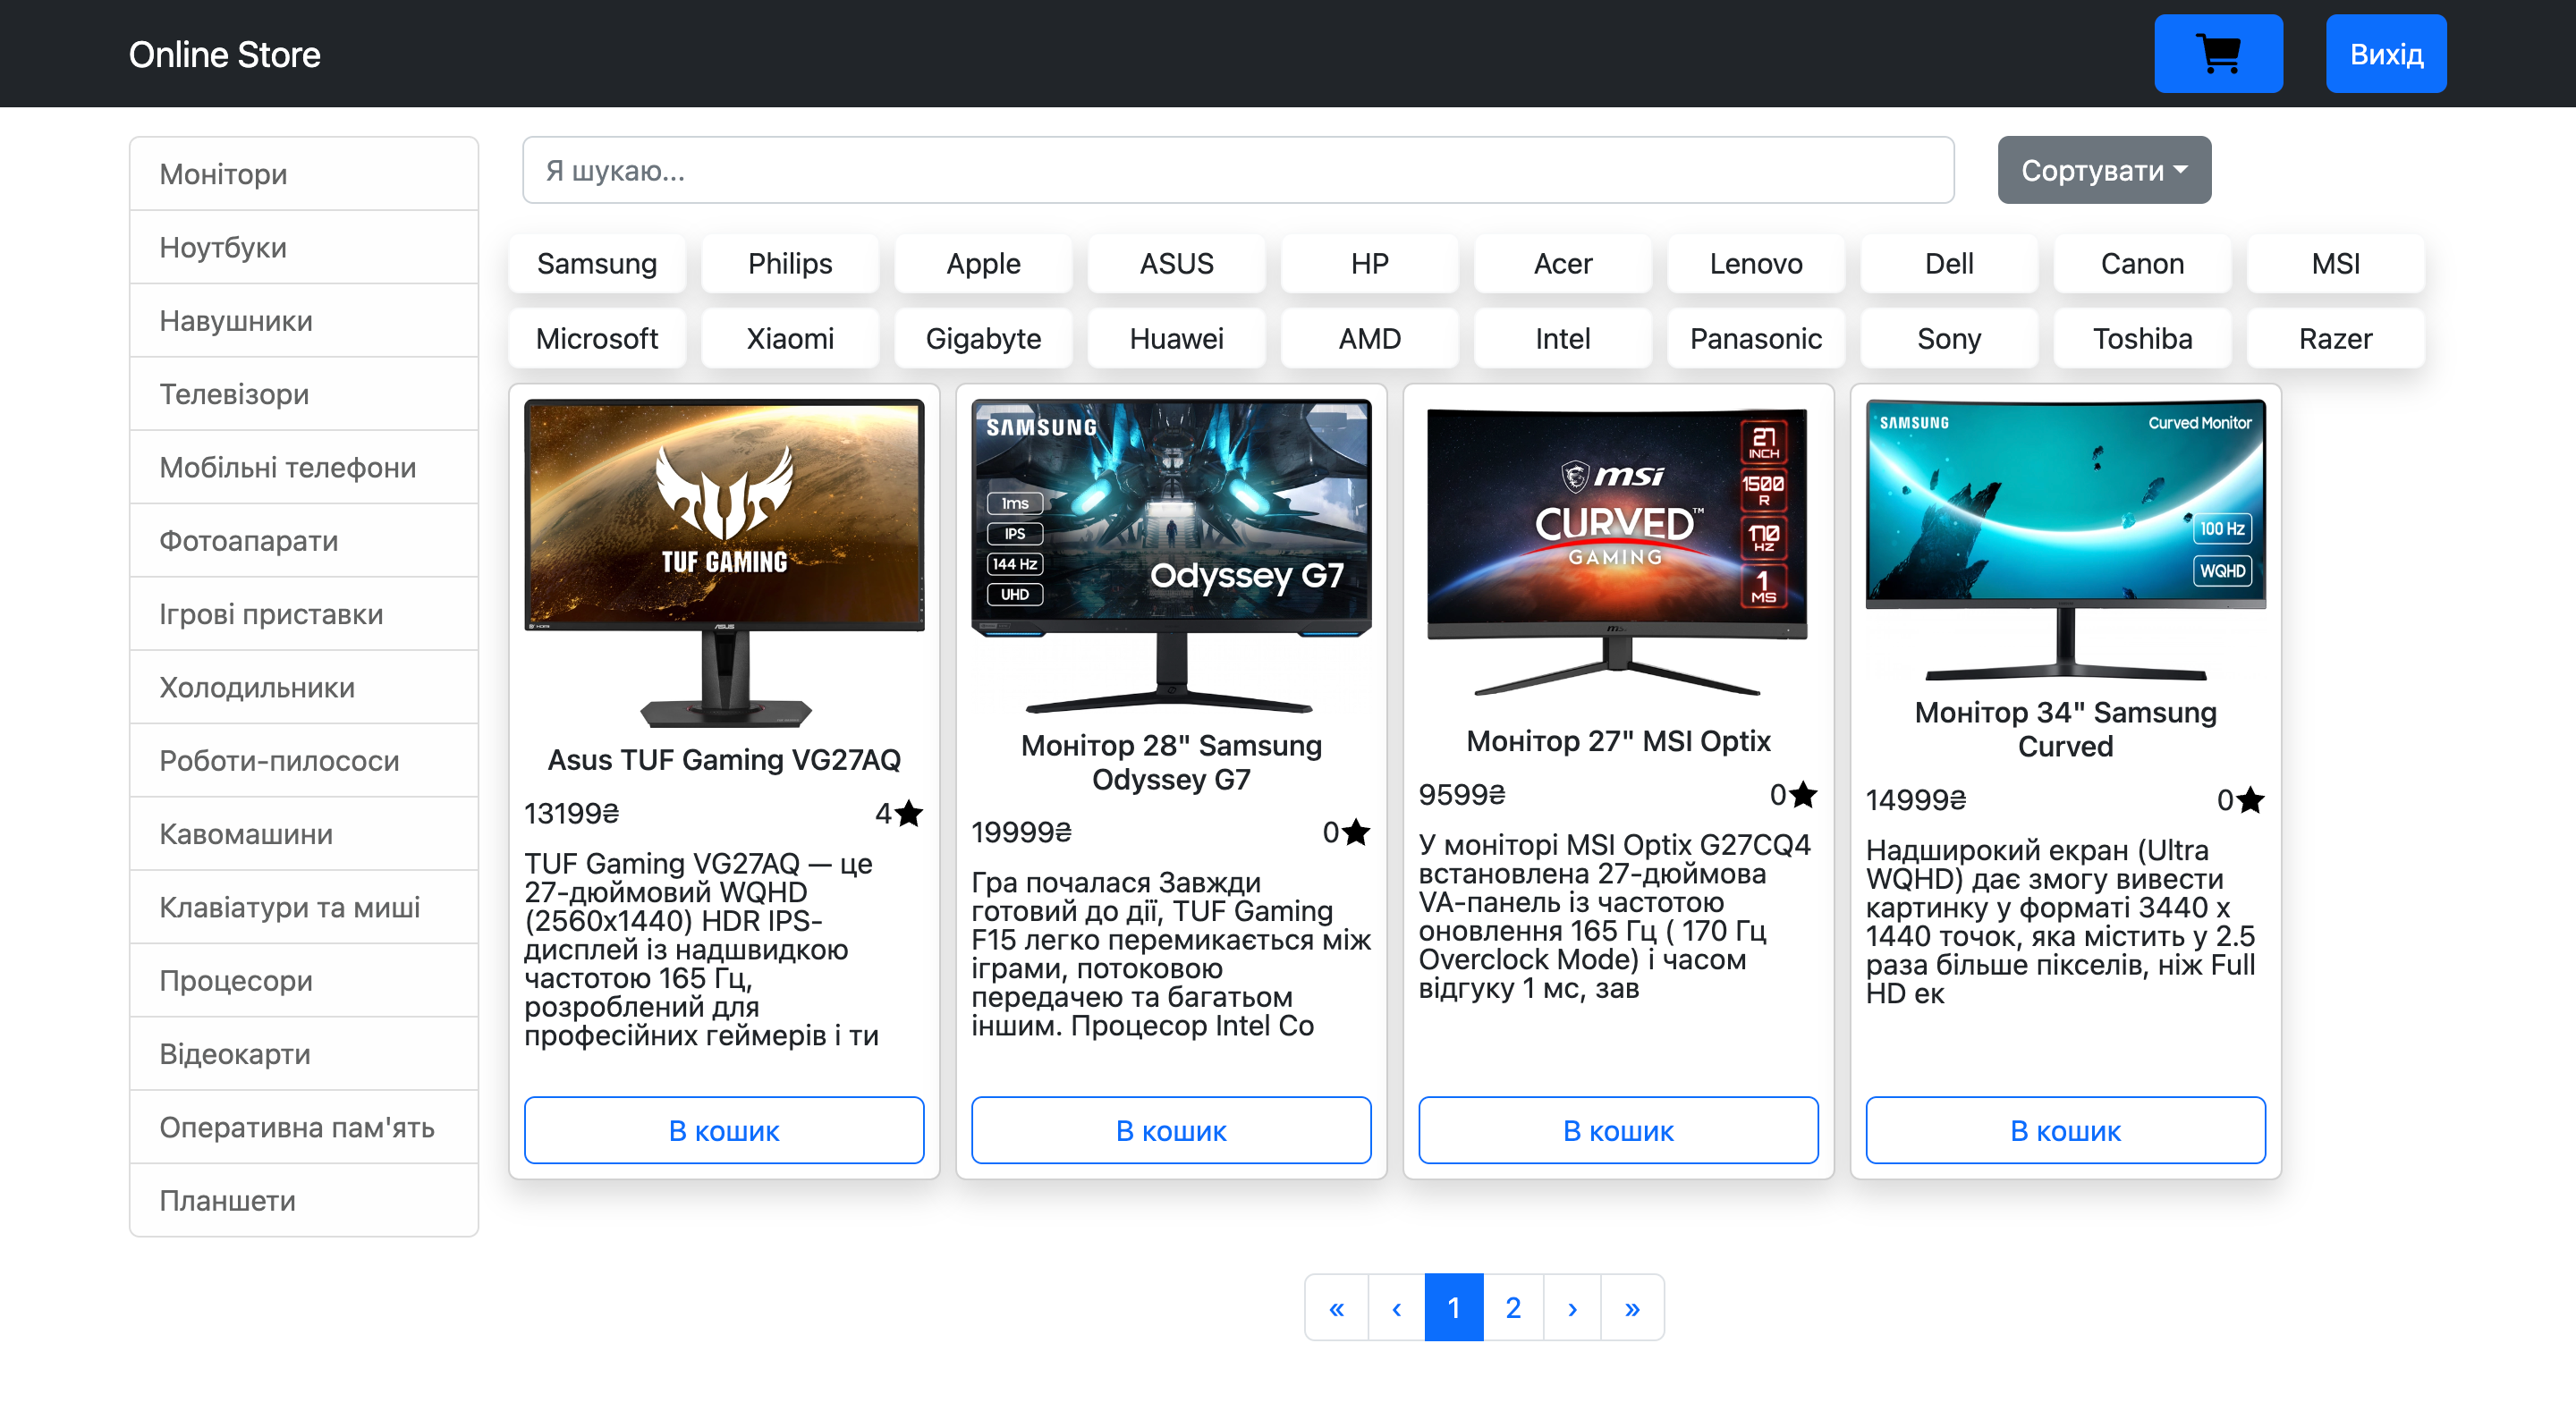 Online Store
Вихід
Монітори
Ноутбуки
Навушники
Телевізори
Мобільні телефони
Фотоапарати
Ігрові приставки
Холодильники
Роботи-пилососи
Кавомашини
Клавіатури та миші
Процесори
Відеокарти
Оперативна пам'ять
Планшети
Я шукаю...
Сортувати
Samsung Philips Apple ASUS HP Acer Lenovo Dell Canon MSI
Microsoft Xiaomi Gigabyte Huawei AMD Intel Panasonic Sony Toshiba Razer
TUF GAMING
ASUS
Asus TUF Gaming VG27AQ
13199₴
4
TUF Gaming VG27AQ — це
27-дюймовий WQHD
(2560x1440) HDR IPS-
дисплей із надшвидкою
частотою 165 Гц,
розроблений для
професійних геймерів і ти
В кошик
SAMSUNG
1ms
IPS
144 Hz
UHD
Odyssey G7
Монітор 28" Samsung
Odyssey G7
19999₴
0
Гра почалася Завжди
готовий до дії, TUF Gaming
F15 легко перемикається між
іграми, потоковою
передачею та багатьом
іншим. Процесор Intel Co
В кошик
msi
CURVED™
GAMING
27
INCH
1500
R
170
HZ
1
MS
msi
Монітор 27" MSI Optix
9599₴
0
У моніторі MSI Optix G27CQ4
встановлена 27-дюймова
VA-панель із частотою
оновлення 165 Гц ( 170 Гц
Overclock Mode) і часом
відгуку 1 мс, зав
В кошик
SAMSUNG
Curved Monitor
100 Hz
WQHD
Монітор 34" Samsung
Curved
14999₴
0
Надширокий екран (Ultra
WQHD) дає змогу вивести
картинку у форматі 3440 x
1440 точок, яка містить у 2.5
раза більше пікселів, ніж Full
HD ек
В кошик
« ‹ 1 2 › »